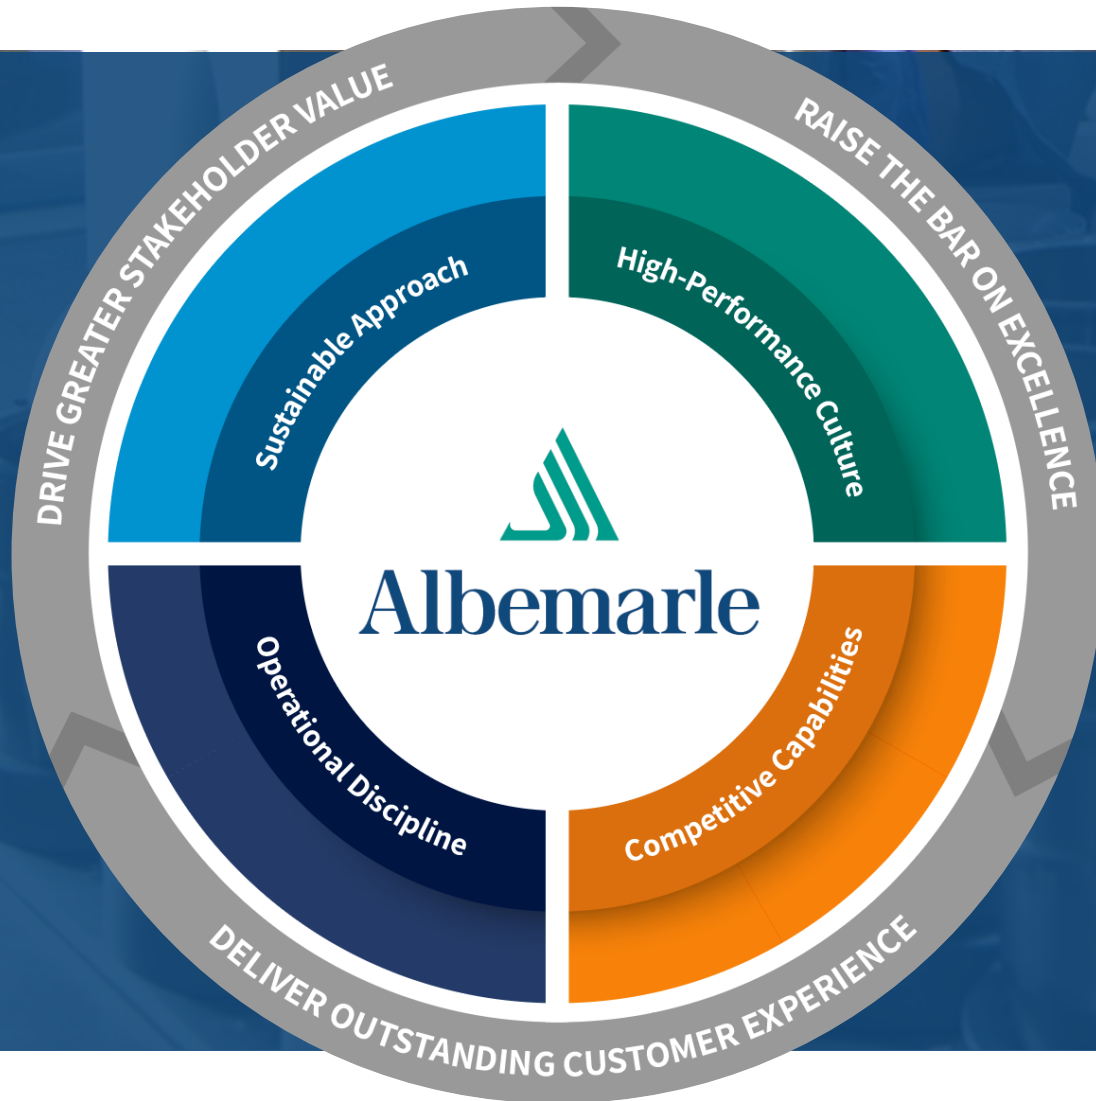 DRIVE GREATER STAKEHOLDER VALUE
RAISE THE BAR ON EXCELLENCE
Sustainable Approach
High-Performance Culture
Albemarle
Operational Discipline
Competitive Capabilities
DELIVER OUTSTANDING CUSTOMER EXPERIENCE